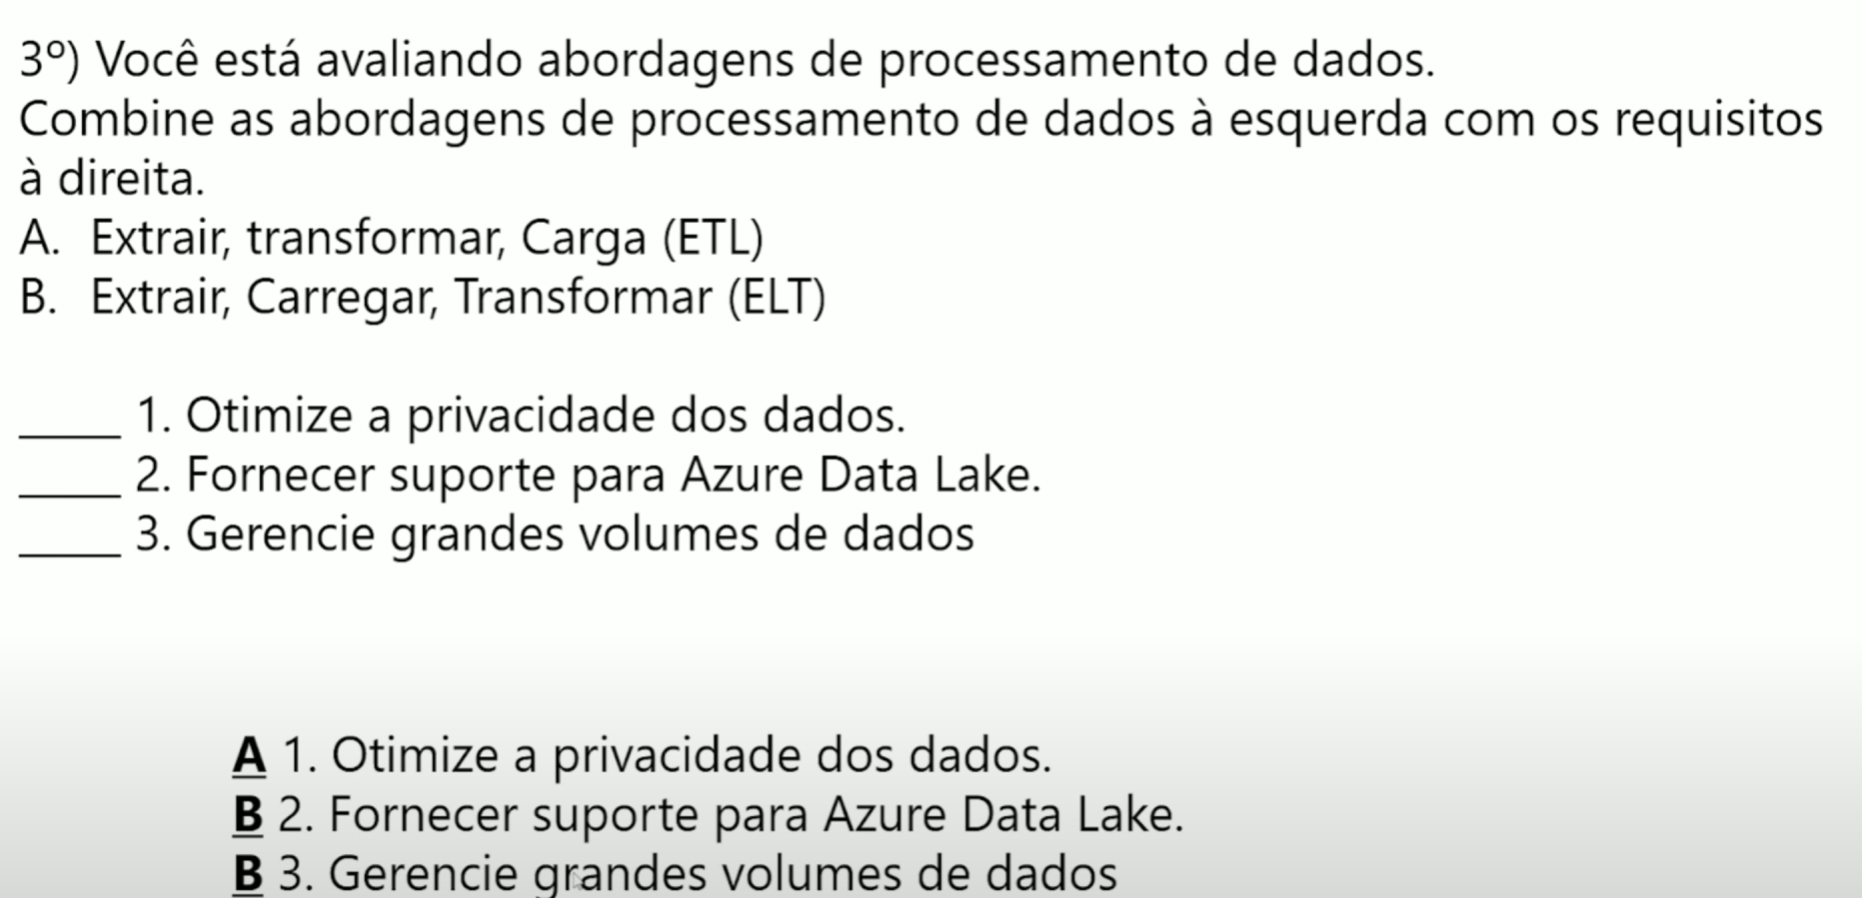 3º) Você está avaliando abordagens de processamento de dados.
Combine as abordagens de processamento de dados à esquerda com os requisitos
à direita.
A. Extrair, transformar, Carga (ETL)
B. Extrair, Carregar, Transformar (ELT)
_____ 1. Otimize a privacidade dos dados.
_____ 2. Fornecer suporte para Azure Data Lake.
_____ 3. Gerencie grandes volumes de dados
A 1. Otimize a privacidade dos dados.
B 2. Fornecer suporte para Azure Data Lake.
B 3. Gerencie grandes volumes de dados